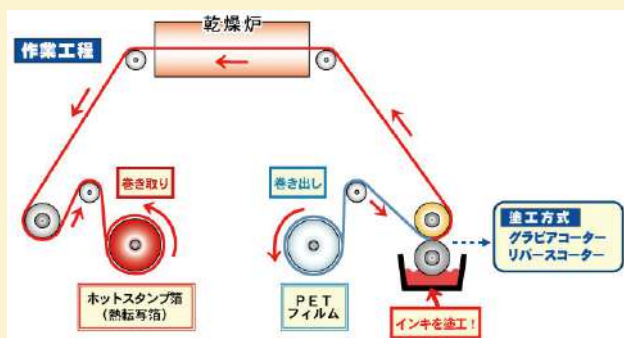 乾燥炉
作業工程
巻き取り
巻き出し
塗工方式
グラビアコーター
リバースコーター
ホットスタンプ箔
(熱転写箔)
PET
フィルム
インキを塗工!